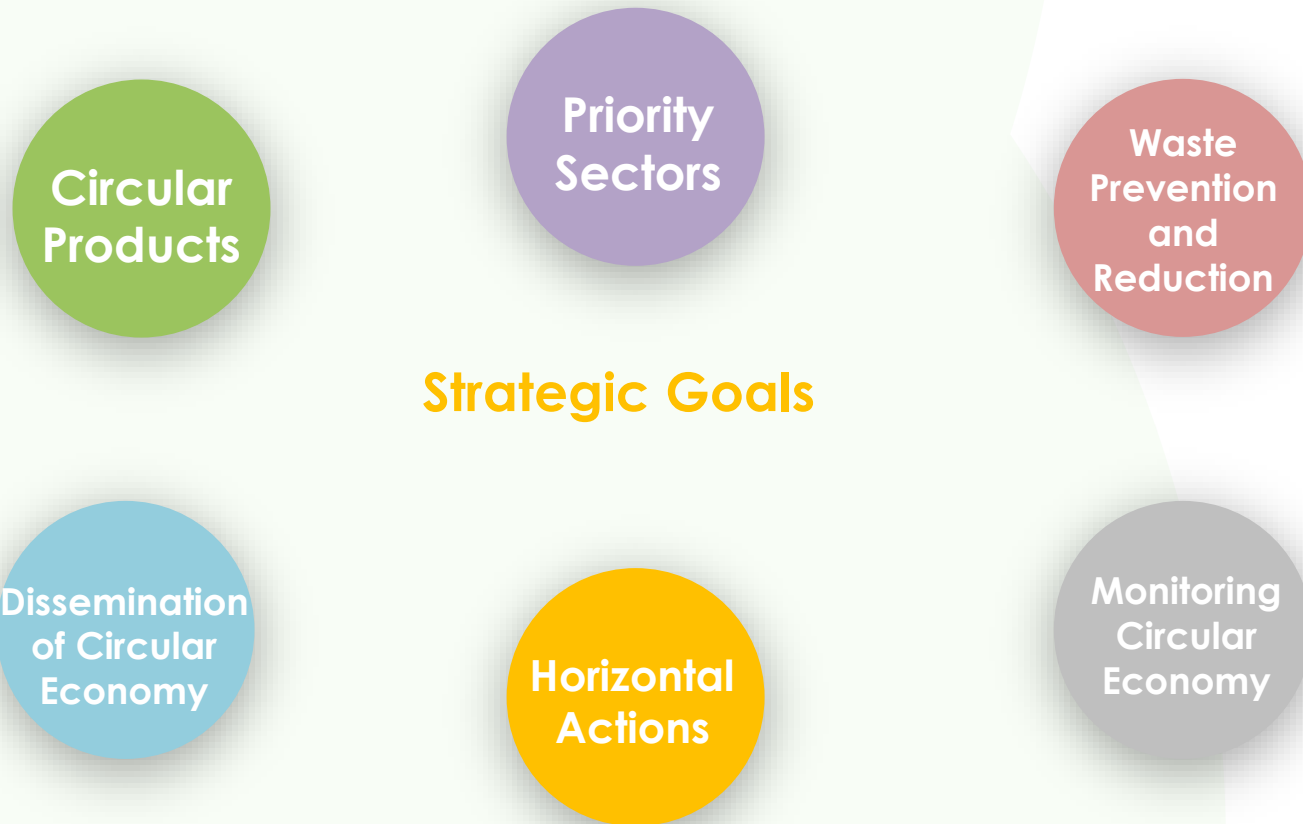 Circular
Products
Priority
Sectors
Waste
Prevention
and
Reduction
Strategic Goals
Dissemination
of Circular
Economy
Horizontal
Actions
Monitoring
Circular
Economy